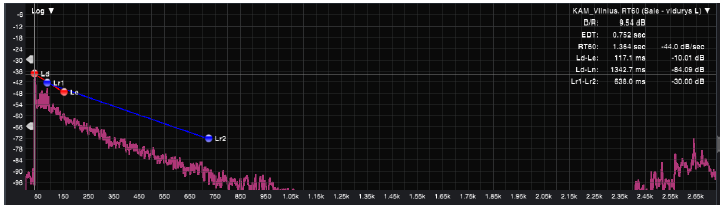 Log ▼
KAM_Vilnius. RT60 (Sale - vidurys L) ▼
D/R: 9.54 dB
EDT: 0.752 sec
RT60: 1.364 sec -44.0 dB/sec
Ld-Le: 117.1 ms -10.01 dB
Ld-Ln: 1342.7 ms -84.09 dB
Lr1-Lr2: 638.0 ms -30.00 dB
-6
-12
-18
-24
-30
-36
-42
-48
-54
-60
-66
-72
-78
-84
-90
-96
Ld
Lr1
Le
Lr2
50 150 250 350 450 550 650 750 850 950 1.05k 1.15k 1.25k 1.35k 1.45k 1.55k 1.65k 1.75k 1.85k 1.95k 2.05k 2.15k 2.25k 2.35k 2.45k 2.55k 2.65k